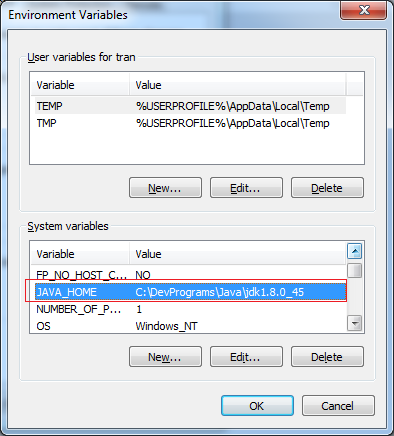 Environment Variables
User variables for tran
Variable Value
TEMP %USERPROFILE%\AppData\Local\Temp
TMP %USERPROFILE%\AppData\Local\Temp
New... Edit... Delete
System variables
Variable Value
FP_NO_HOST_C... NO
JAVA_HOME C:\DevPrograms\Java\jdk1.8.0_45
NUMBER_OF_P... 1
OS Windows_NT
New... Edit... Delete
OK Cancel